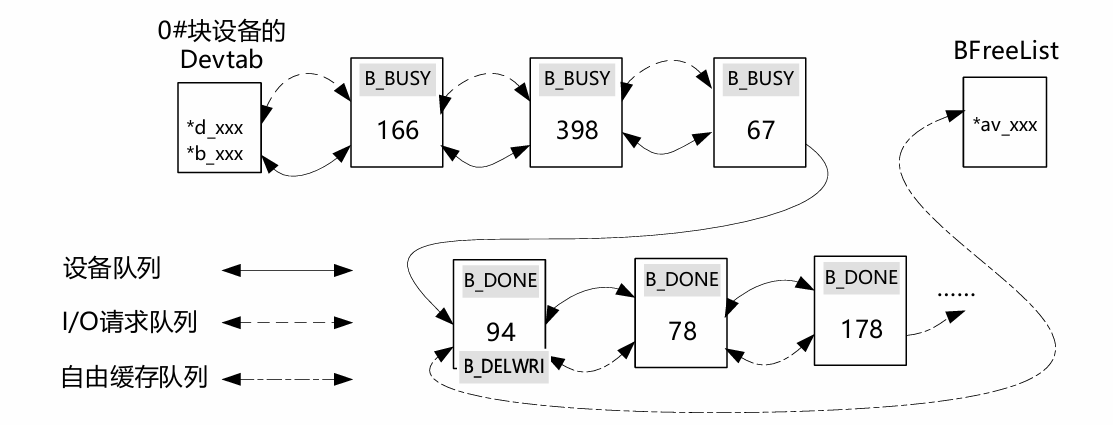 0#块设备的
Devtab
BFreeList
*d_xxx
*b_xxx
B_BUSY
166
B_BUSY
398
B_BUSY
67
*av_xxx
设备队列
I/O请求队列
自由缓存队列
B_DONE
94
B_DELWRI
B_DONE
78
B_DONE
178
……